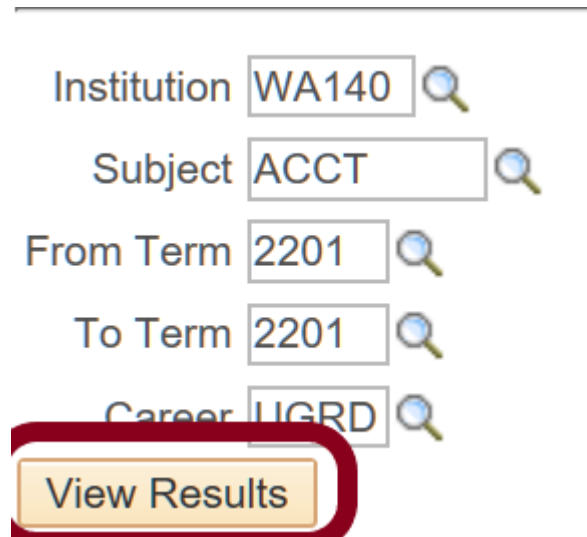 Institution WA140
Subject ACCT
From Term 2201
To Term 2201
Career UGRD
View Results